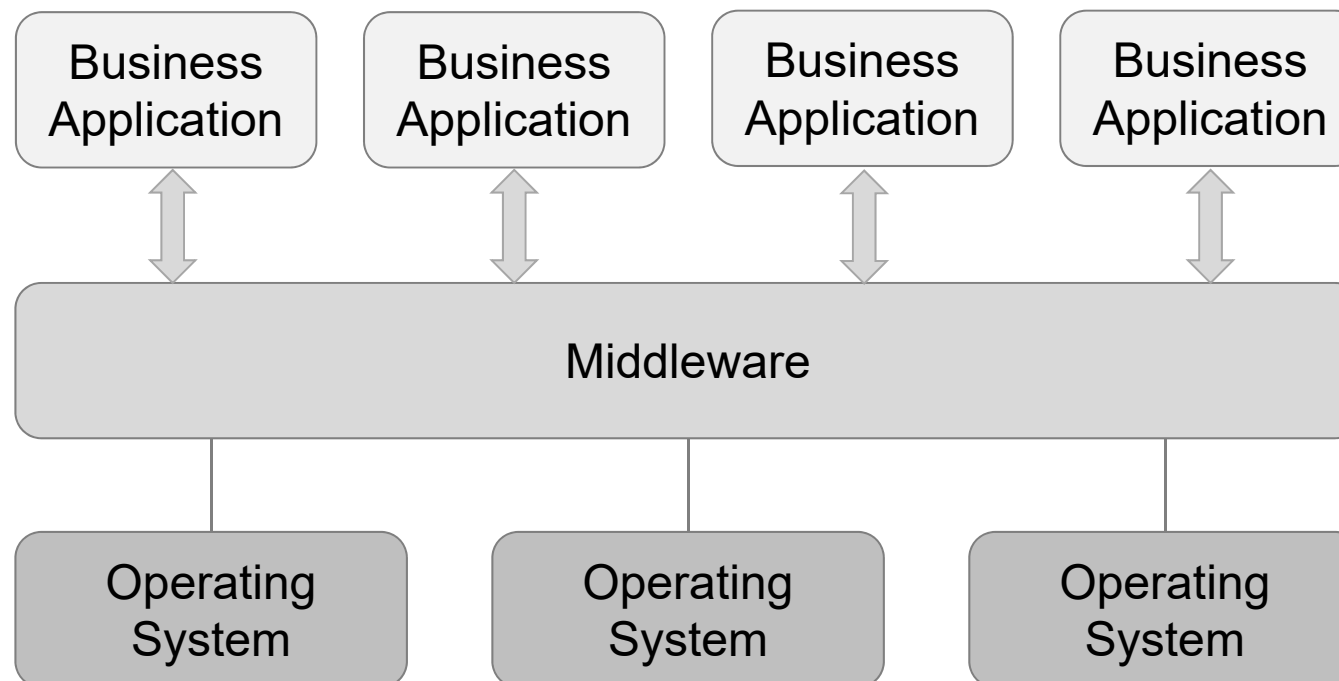 Business
Application
Business
Application
Business
Application
Business
Application
Middleware
Operating
System
Operating
System
Operating
System